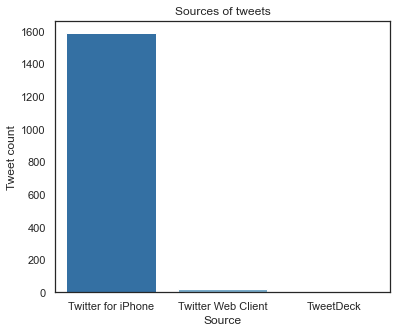 Sources of tweets
Tweet count
1600
1400
1200
1000
800
600
400
200
0
Twitter for iPhone Twitter Web Client TweetDeck
Source